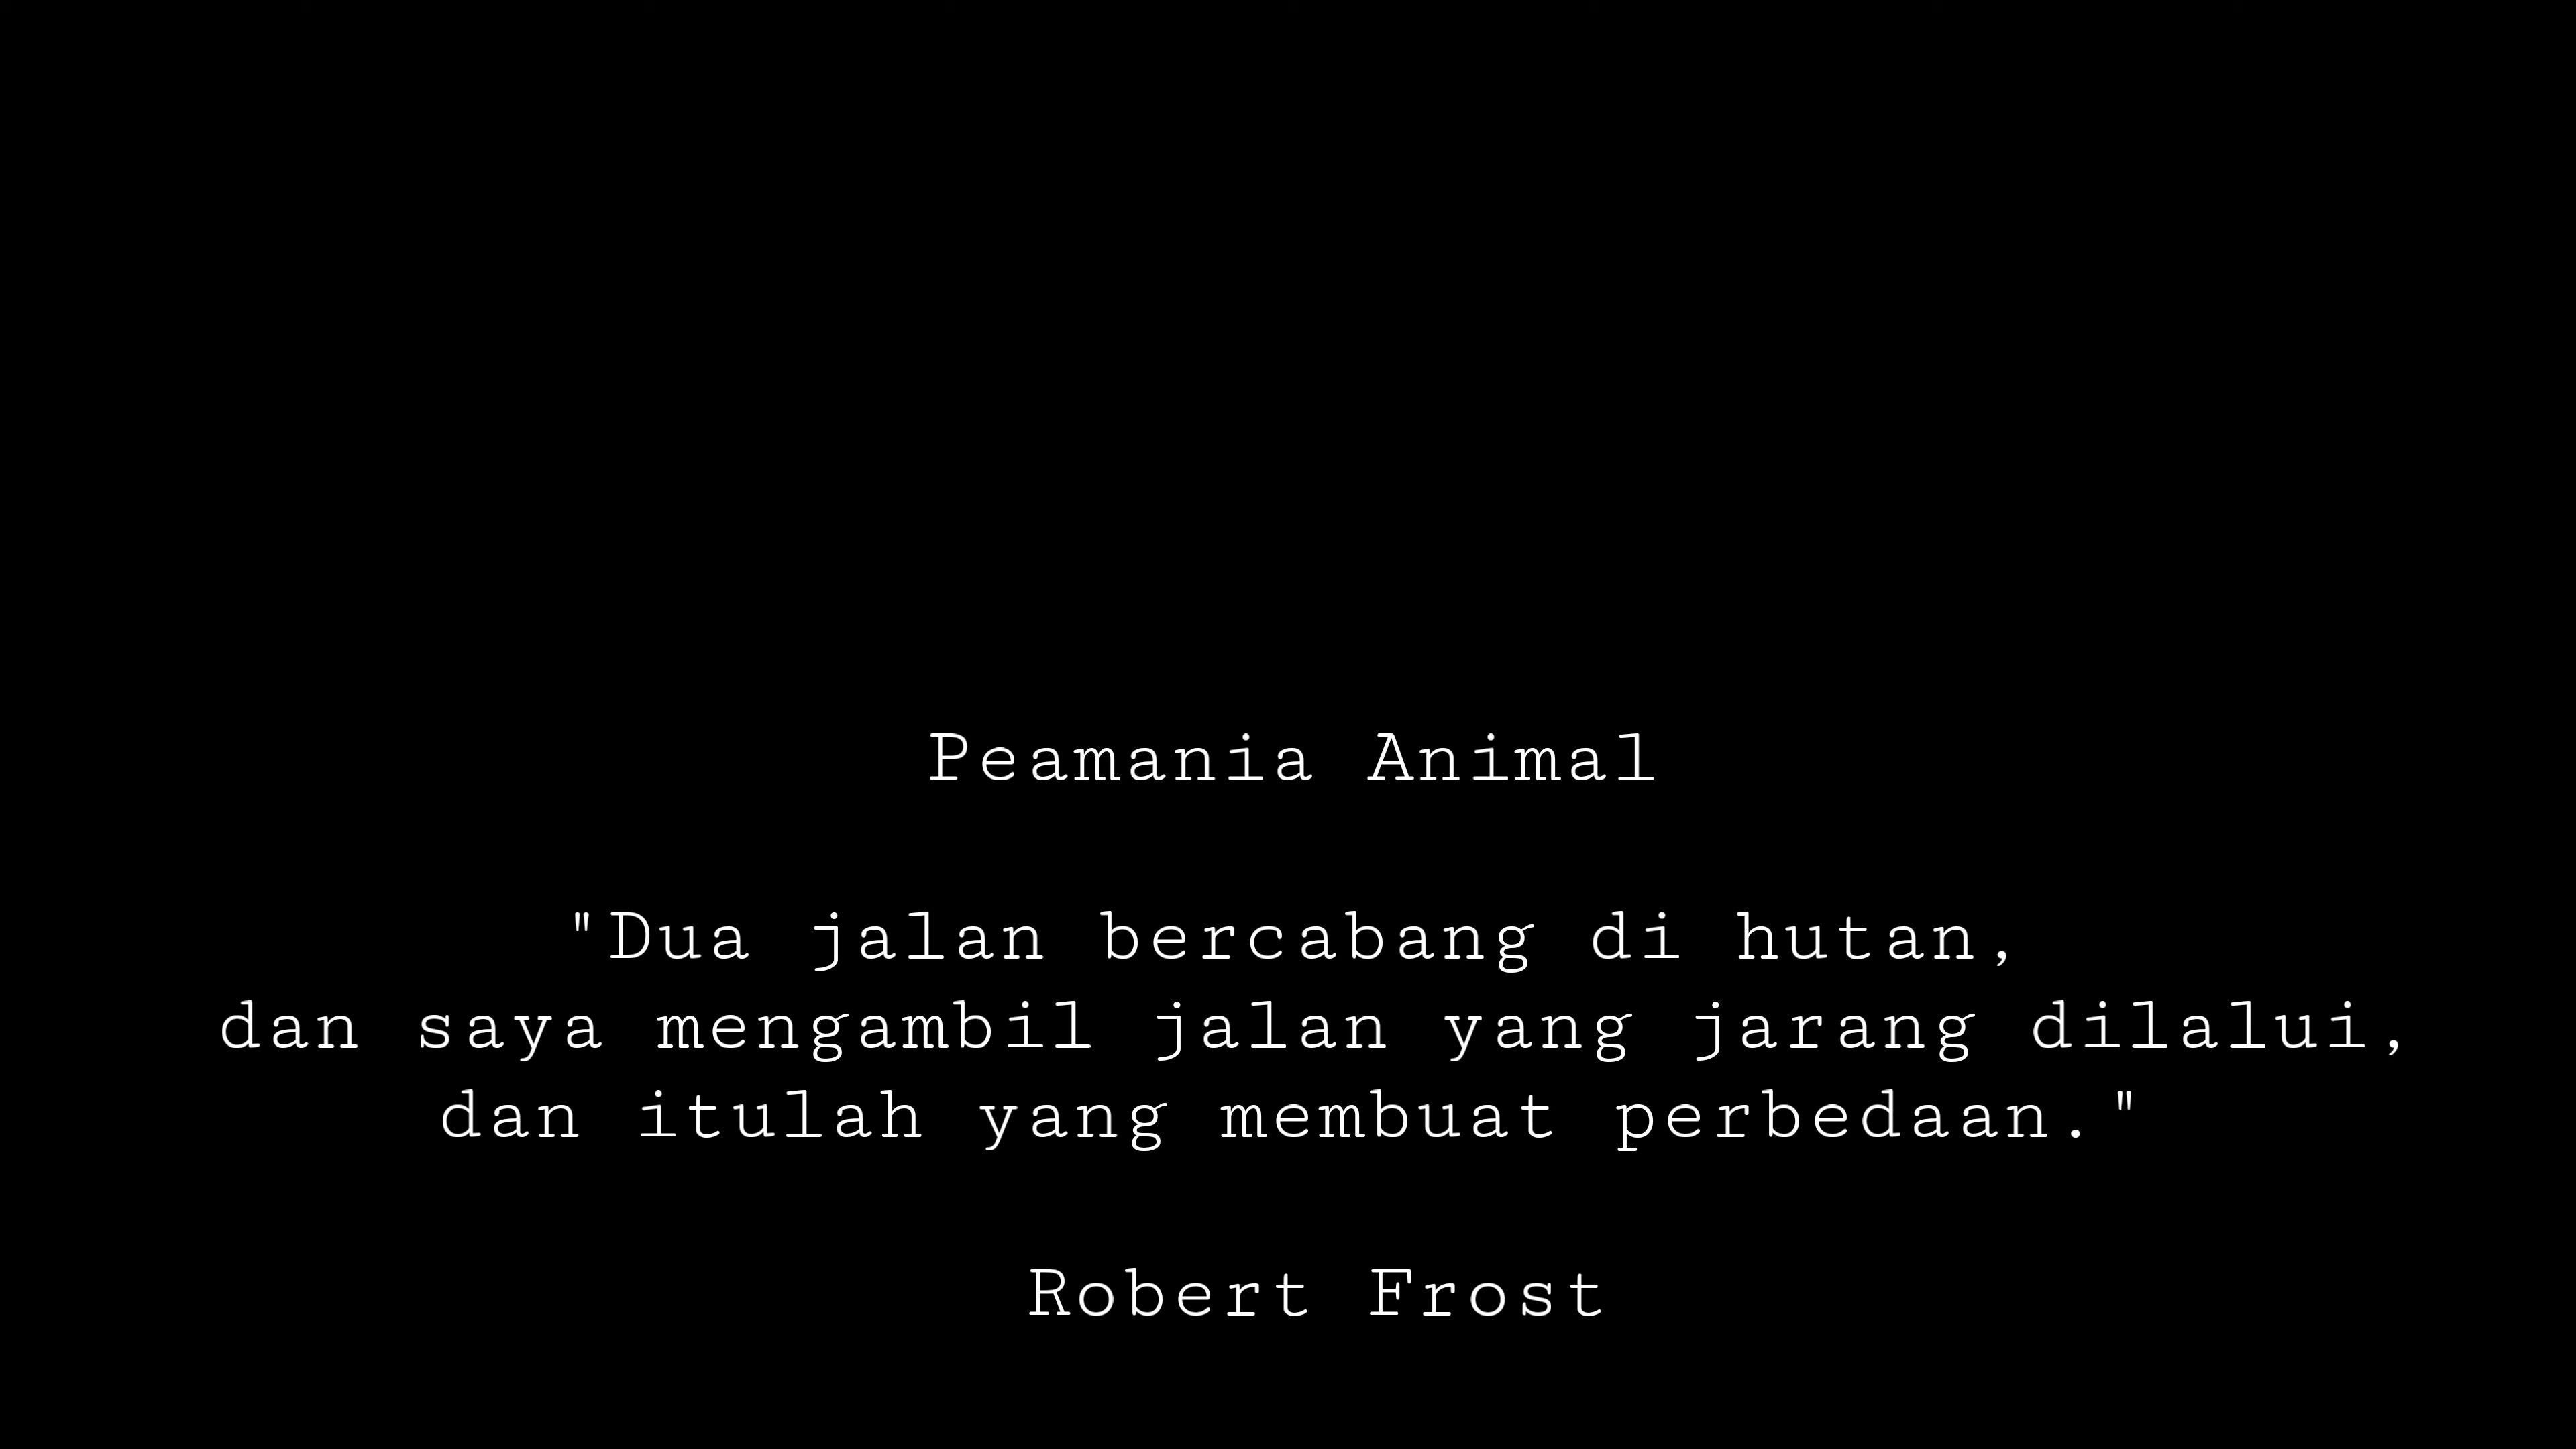 Peamania Animal
"Dua jalan bercabang di hutan,
dan saya mengambil jalan yang jarang dilalui,
dan itulah yang membuat perbedaan."
Robert Frost